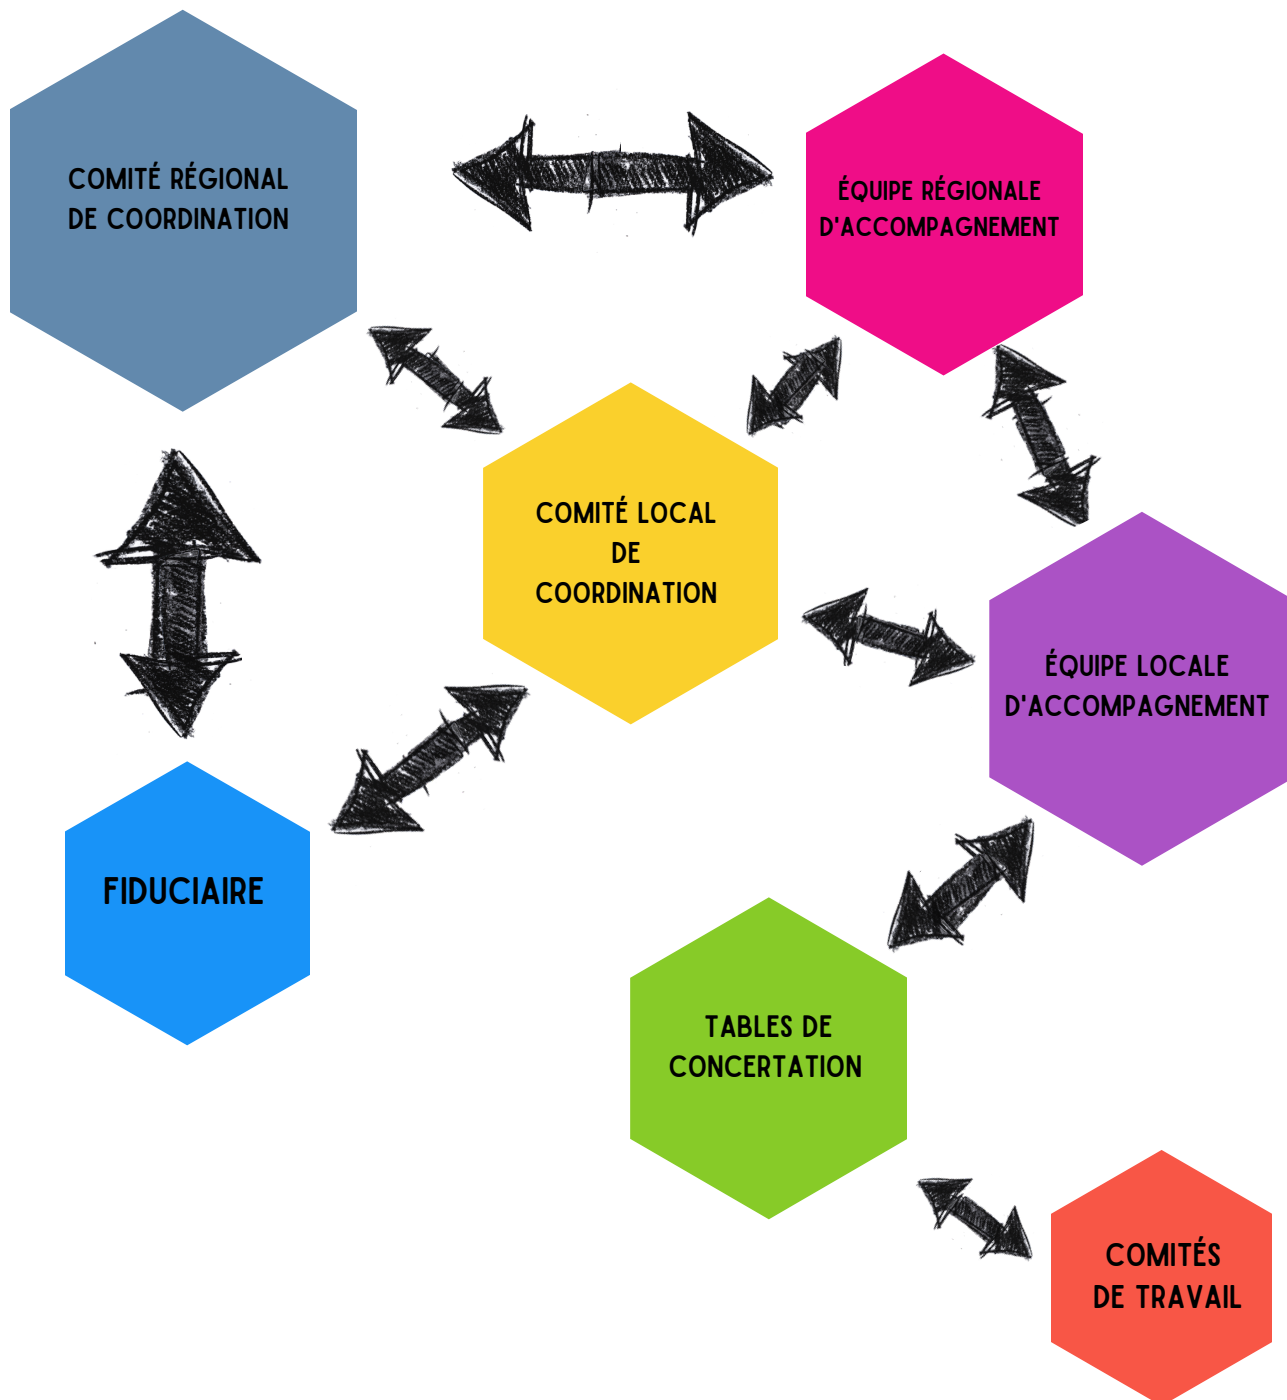 COMITÉ RÉGIONAL
DE COORDINATION
ÉQUIPE RÉGIONALE
D'ACCOMPAGNEMENT
COMITÉ LOCAL
DE
COORDINATION
ÉQUIPE LOCALE
D'ACCOMPAGNEMENT
FIDUCIAIRE
TABLES DE
CONCERTATION
COMITÉS
DE TRAVAIL